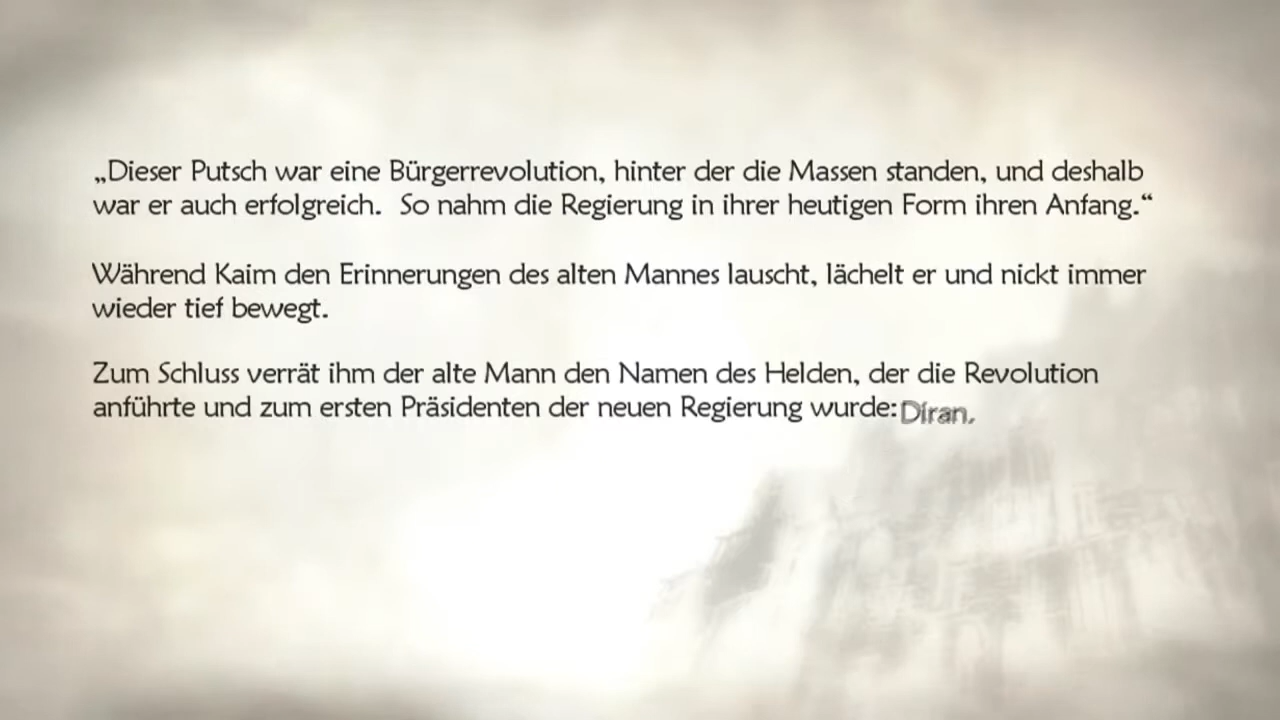 „Dieser Putsch war eine Bürgerrevolution, hinter der die Massen standen, und deshalb
war er auch erfolgreich.  So nahm die Regierung in ihrer heutigen Form ihren Anfang.“
Während Kaim den Erinnerungen des alten Mannes lauscht, lächelt er und nickt immer
wieder tief bewegt.
Zum Schluss verrät ihm der alte Mann den Namen des Helden, der die Revolution
anführte und zum ersten Präsidenten der neuen Regierung wurde: Diran.